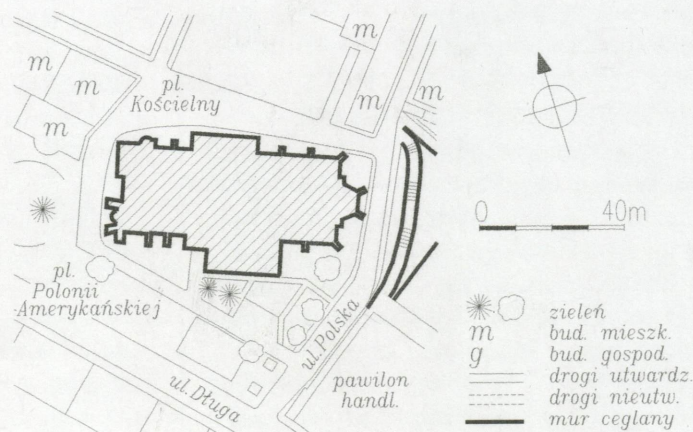 m
m
m
m
m
m
pl.
Kościelny
pl.
Polonii
Amerykańskiej
ul. Polska
ul. Długa
pawilon
handl.
0 40m
zieleń
m bud. mieszk.
g bud. gospod.
drogi utwardz.
drogi nieutw.
mur ceglany